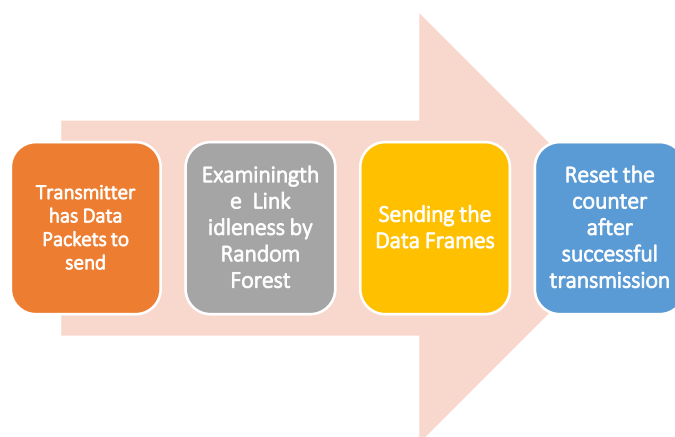 Transmitter
has Data
Packets to
send
Examiningth
e Link
idleness by
Random
Forest
Sending the
Data Frames
Reset the
counter
after
successful
transmission